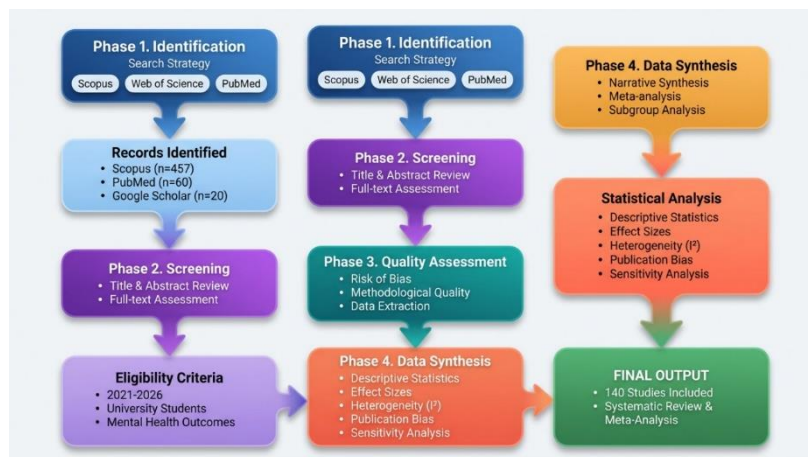 Phase 1. Identification
Search Strategy
Scopus
Web of Science
PubMed
Records Identified
• Scopus (n=457)
• PubMed (n=60)
• Google Scholar (n=20)
Phase 2. Screening
• Title & Abstract Review
• Full-text Assessment
Eligibility Criteria
• 2021-2026
• University Students
• Mental Health Outcomes
Phase 1. Identification
Search Strategy
Scopus
Web of Science
PubMed
Phase 2. Screening
• Title & Abstract Review
• Full-text Assessment
Phase 3. Quality Assessment
• Risk of Bias
• Methodological Quality
• Data Extraction
Phase 4. Data Synthesis
• Descriptive Statistics
• Effect Sizes
• Heterogeneity (I²)
• Publication Bias
• Sensitivity Analysis
Phase 4. Data Synthesis
• Narrative Synthesis
• Meta-analysis
• Subgroup Analysis
Statistical Analysis
• Descriptive Statistics
• Effect Sizes
• Heterogeneity (I²)
• Publication Bias
• Sensitivity Analysis
FINAL OUTPUT
• 140 Studies Included
• Systematic Review &
Meta-Analysis